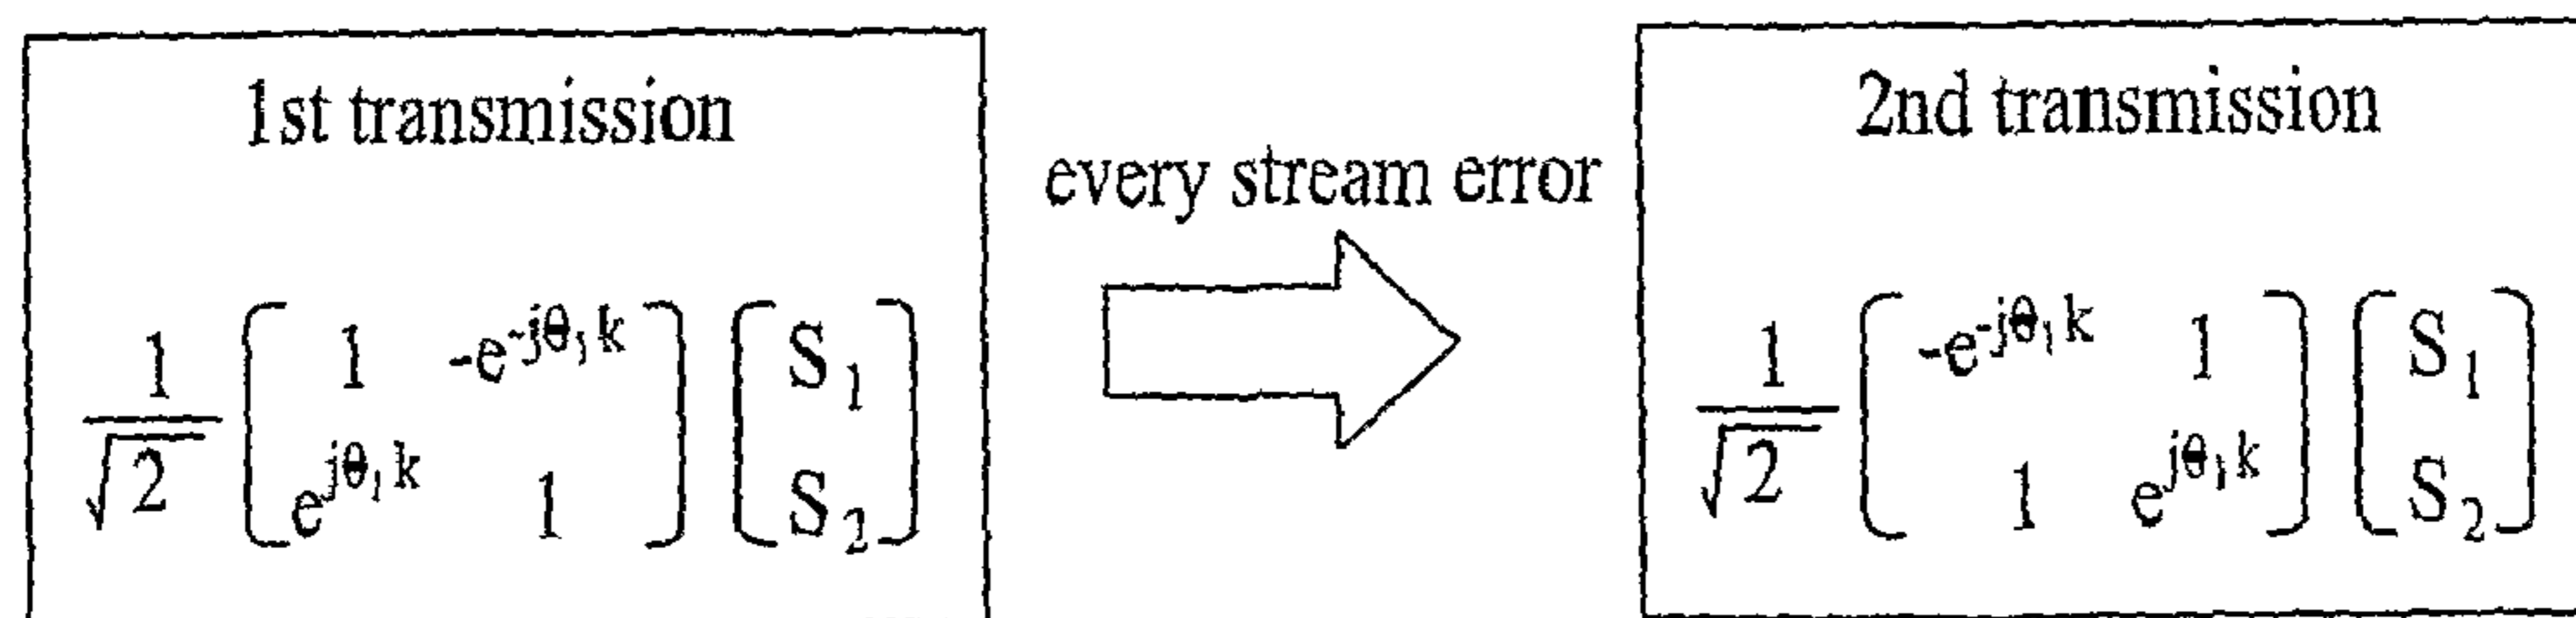 1st transmission
every stream error
2nd transmission
1/√2 [ 1 -e^{-jθ₁k} ; e^{jθ₁k} 1 ] [ S₁ ; S₂ ]
1/√2 [ -e^{-jθ₁k} 1 ; 1 e^{jθ₁k} ] [ S₁ ; S₂ ]